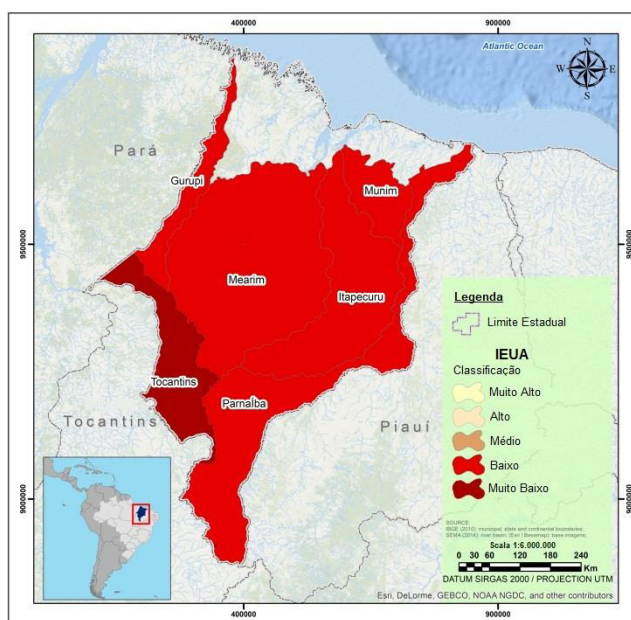 400000
900000
Atlantic Ocean
N
W
E
S
Pará
Gurupi
Munim
9500000
9500000
Mearim
Itapecuru
Tocantins
Parnaíba
Tocantins
Piauí
Legenda
Limite Estadual
IEUA
Classificação
Muito Alto
Alto
Médio
Baixo
Muito Baixo
9000000
9000000
SOURCE:
IBGE (2010): municipal, state and continental boundaries;
SEMA (2014): river basin; (Esri / Basemap): base imagens.
Scala 1:6.000.000
0 30 60 120 180 240
Km
DATUM SIRGAS 2000 / PROJECTION UTM
Esri, DeLorme, GEBCO, NOAA NGDC, and other contributors
400000
900000